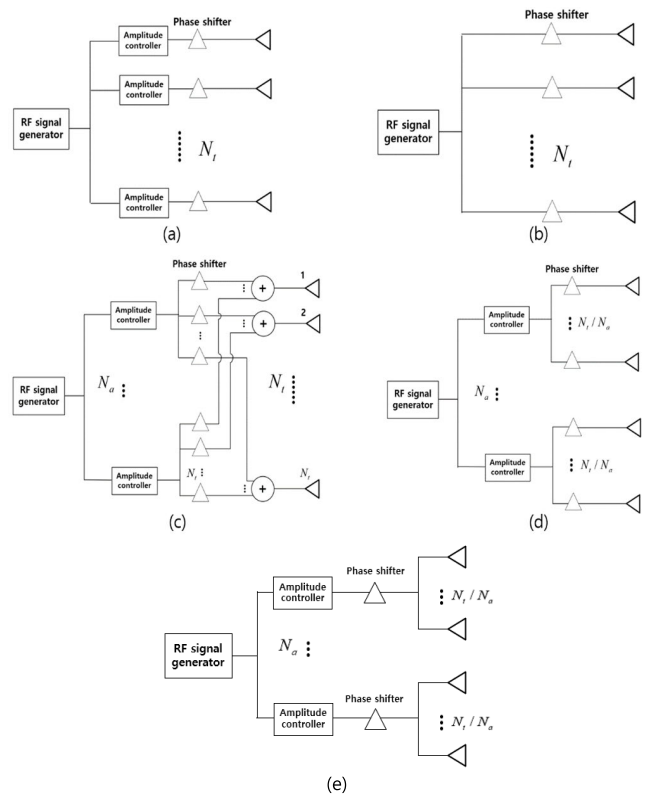 Phase shifter
Amplitude
controller
Amplitude
controller
RF signal
generator
N_t
Amplitude
controller
(a)
Phase shifter
RF signal
generator
N_t
(b)
Phase shifter
1
+
Amplitude
controller
2
+
RF signal
generator
N_a
N_t
Amplitude
controller
N_t
N_t
+
(c)
Phase shifter
Amplitude
controller
N_t / N_a
RF signal
generator
N_a
Amplitude
controller
N_t / N_a
(d)
Phase shifter
Amplitude
controller
N_t / N_a
RF signal
generator
N_a
Phase shifter
Amplitude
controller
N_t / N_a
(e)